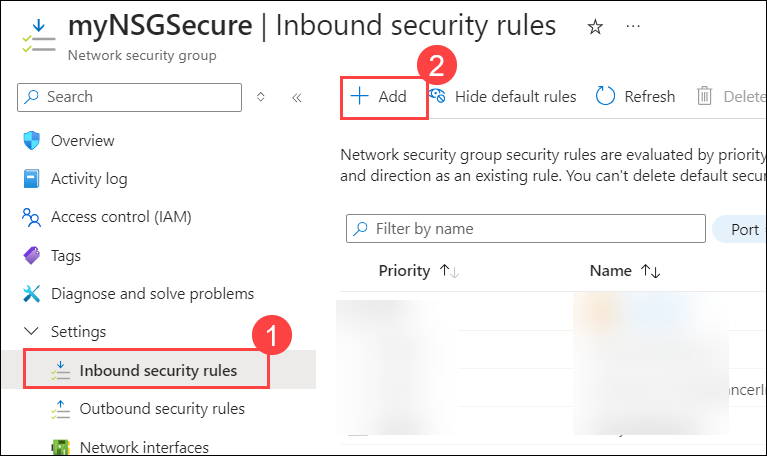 myNSGSecure | Inbound security rules
Network security group
2
Search
Add
Hide default rules
Refresh
Delete
Overview
Activity log
Access control (IAM)
Tags
Diagnose and solve problems
Settings
1
Inbound security rules
Outbound security rules
Network interfaces
Network security group security rules are evaluated by priority
and direction as an existing rule. You can't delete default secur
Filter by name
Port
Priority
Name
ancerIn